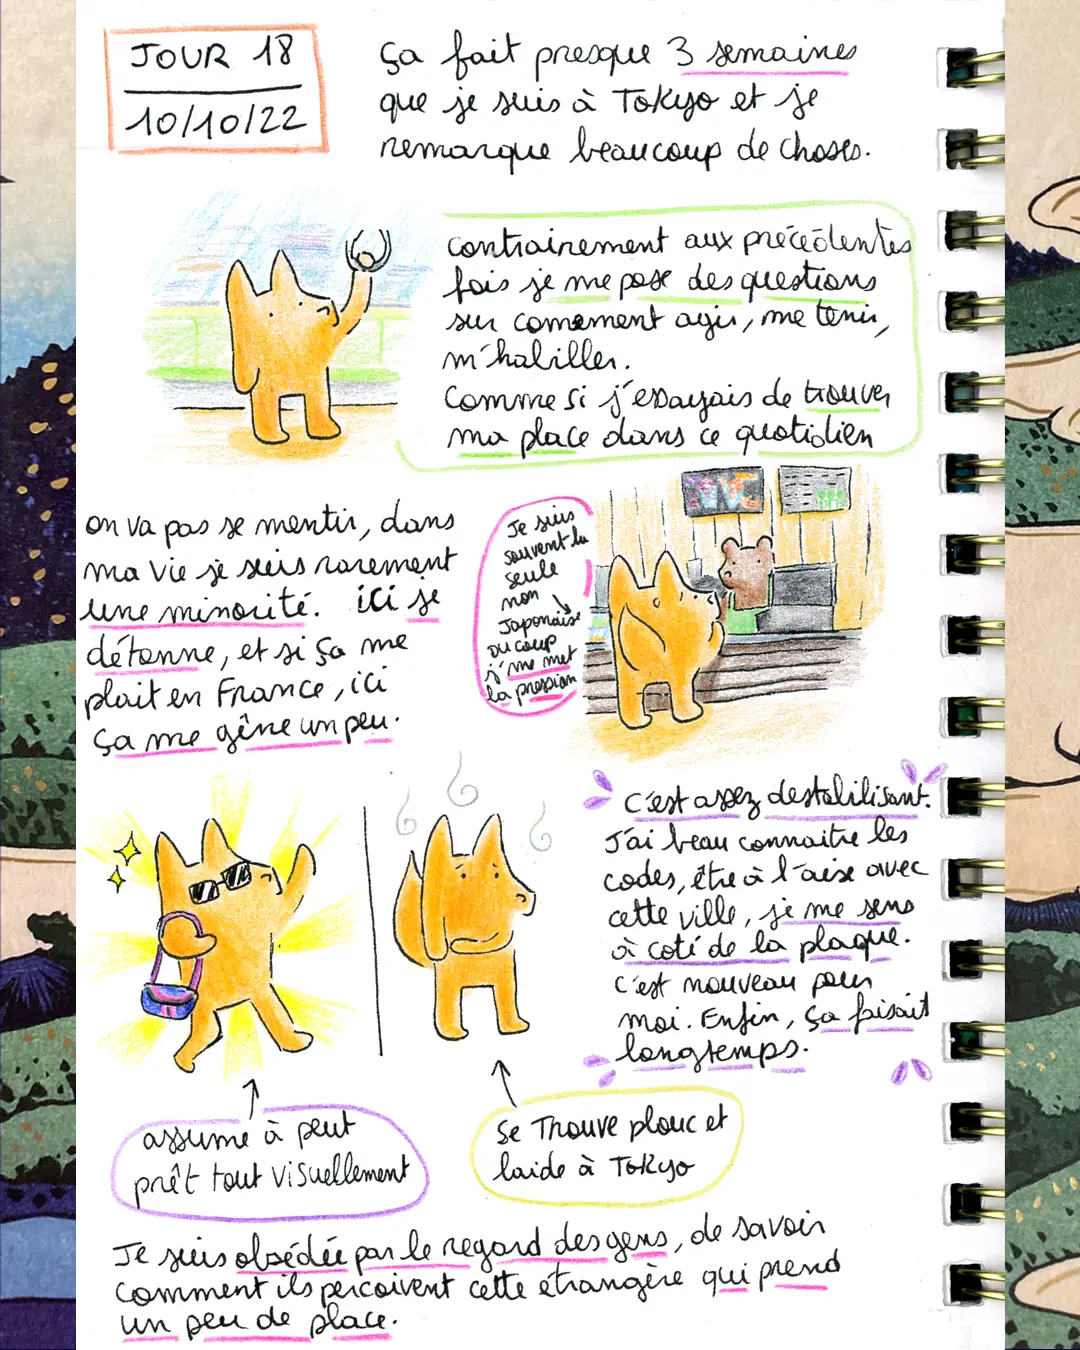 JOUR 18
10/10/22
ça fait presque 3 semaines
que je suis à Tokyo et je
remarque beaucoup de choses.
contrairement aux précédentes
fois je me pose des questions
sur comment agir, me tenir,
m'habiller.
Comme si j'essayais de trouver
ma place dans ce quotidien
on va pas se mentir, dans
ma vie je suis rarement
une minorité. ici je
détonne, et si ça me
plait en France, ici
ça me gêne un peu.
Je suis
souvent la
seule
non
Japonaise
DU coup
j'me met
la pression
c'est assez destabilisant.
J'ai beau connaitre les
codes, être à l'aise avec
cette ville, je me sens
à coté de la plaque.
c'est nouveau pour
moi. Enfin, ça faisait
longtemps.
assume à peut
prêt tout visuellement
se Trouve plouc et
laide à Tokyo
Je suis obsédée par le regard des gens, de savoir
comment ils percoivent cette etrangère qui prend
un peu de place.